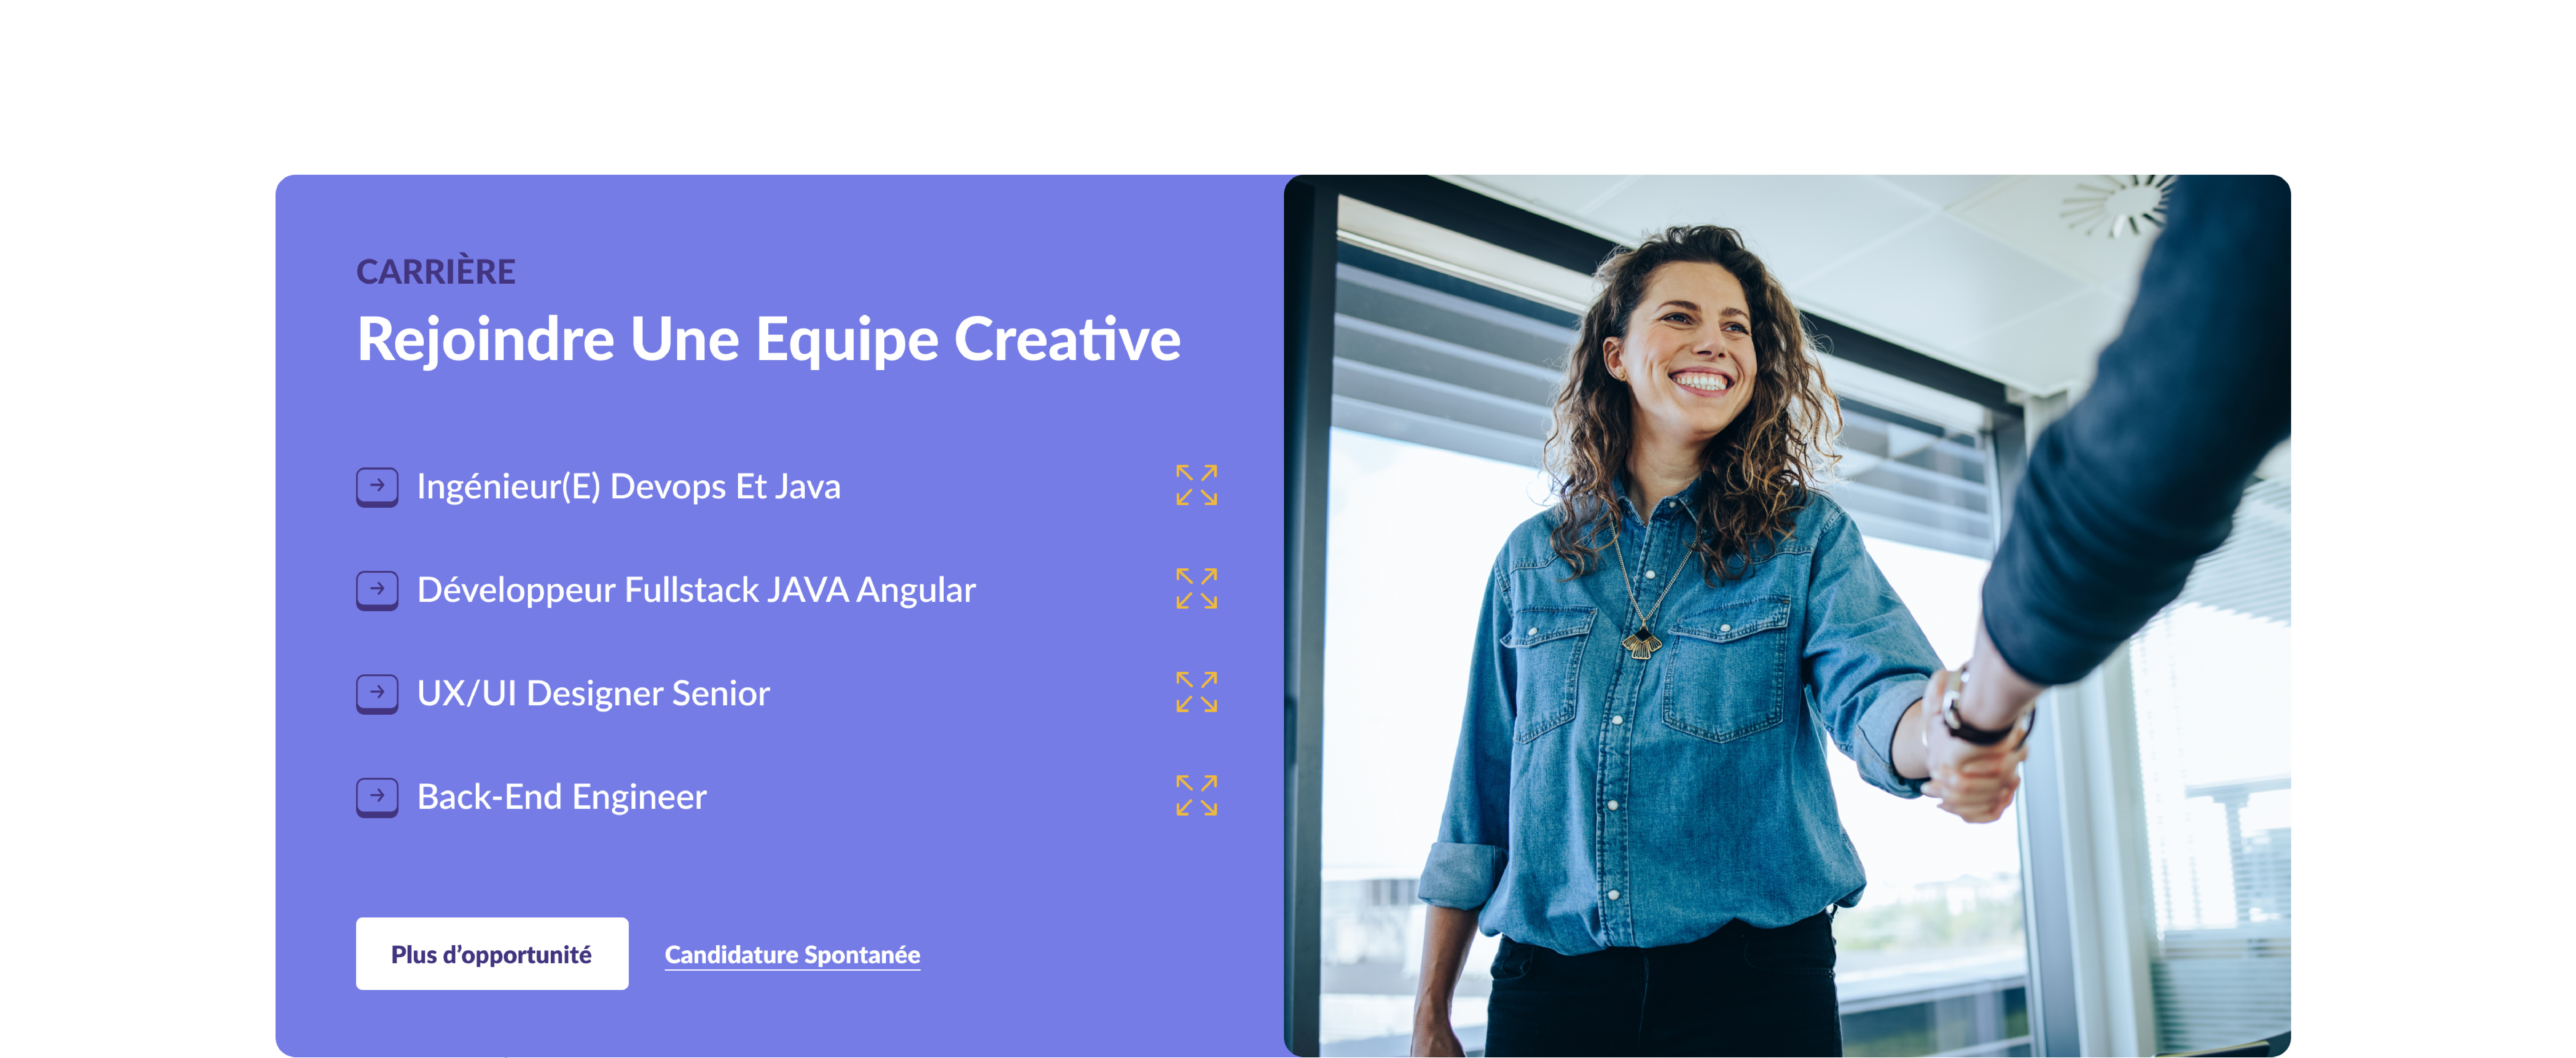 CARRIÈRE
Rejoindre Une Equipe Creative
Ingénieur(E) Devops Et Java
Développeur Fullstack JAVA Angular
UX/UI Designer Senior
Back-End Engineer
Plus d’opportunité
Candidature Spontanée